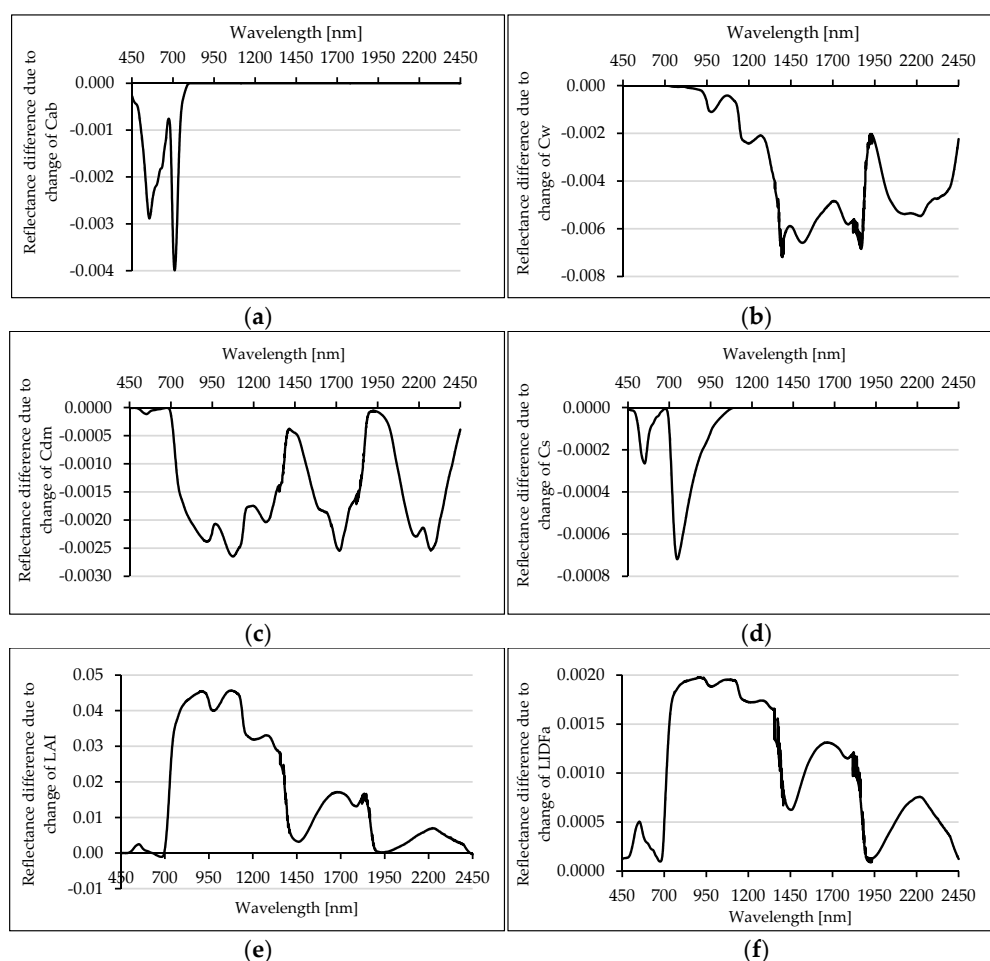 Wavelength [nm]
450 700 950 1200 1450 1700 1950 2200 2450
0.000
-0.001
-0.002
-0.003
-0.004
Reflectance difference due to
change of Cab
(a)
Wavelength [nm]
450 700 950 1200 1450 1700 1950 2200 2450
0.000
-0.002
-0.004
-0.006
-0.008
Reflectance difference due to
change of Cw
(b)
Wavelength [nm]
450 700 950 1200 1450 1700 1950 2200 2450
0.0000
-0.0005
-0.0010
-0.0015
-0.0020
-0.0025
-0.0030
Reflectance difference due to
change of Cdm
(c)
Wavelength [nm]
450 700 950 1200 1450 1700 1950 2200 2450
0.0000
-0.0002
-0.0004
-0.0006
-0.0008
Reflectance difference due to
change of Cs
(d)
0.05
0.04
0.03
0.02
0.01
0.00
-0.01
Reflectance difference due to
change of LAI
450 700 950 1200 1450 1700 1950 2200 2450
Wavelength [nm]
(e)
0.0020
0.0015
0.0010
0.0005
0.0000
Reflectance difference due to
change of LIDFa
450 700 950 1200 1450 1700 1950 2200 2450
Wavelength [nm]
(f)